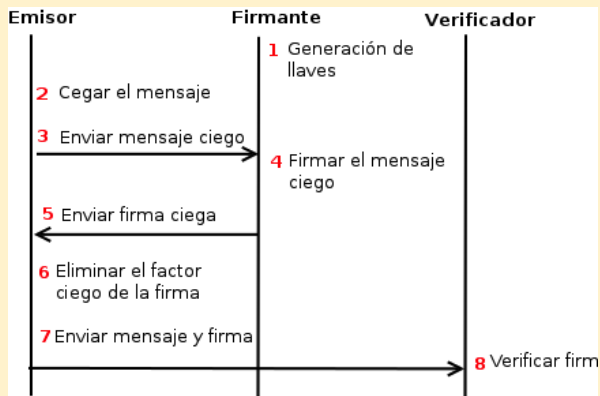 Emisor Firmante Verificador
1 Generación de
llaves
2 Cegar el mensaje
3 Enviar mensaje ciego
4 Firmar el mensaje
ciego
5 Enviar firma ciega
6 Eliminar el factor
ciego de la firma
7 Enviar mensaje y firma
8 Verificar firm